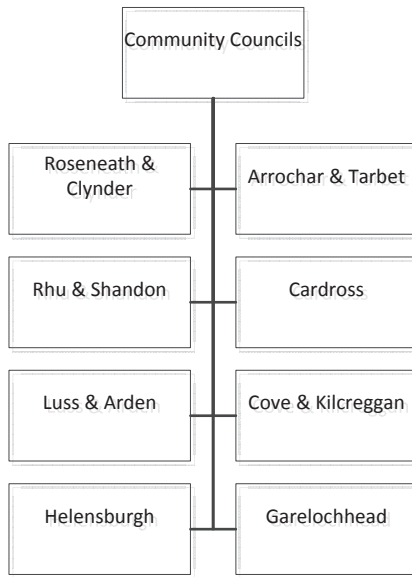 Community Councils
Roseneath &
Clynder
Arrochar & Tarbet
Rhu & Shandon
Cardross
Luss & Arden
Cove & Kilcreggan
Helensburgh
Garelochhead